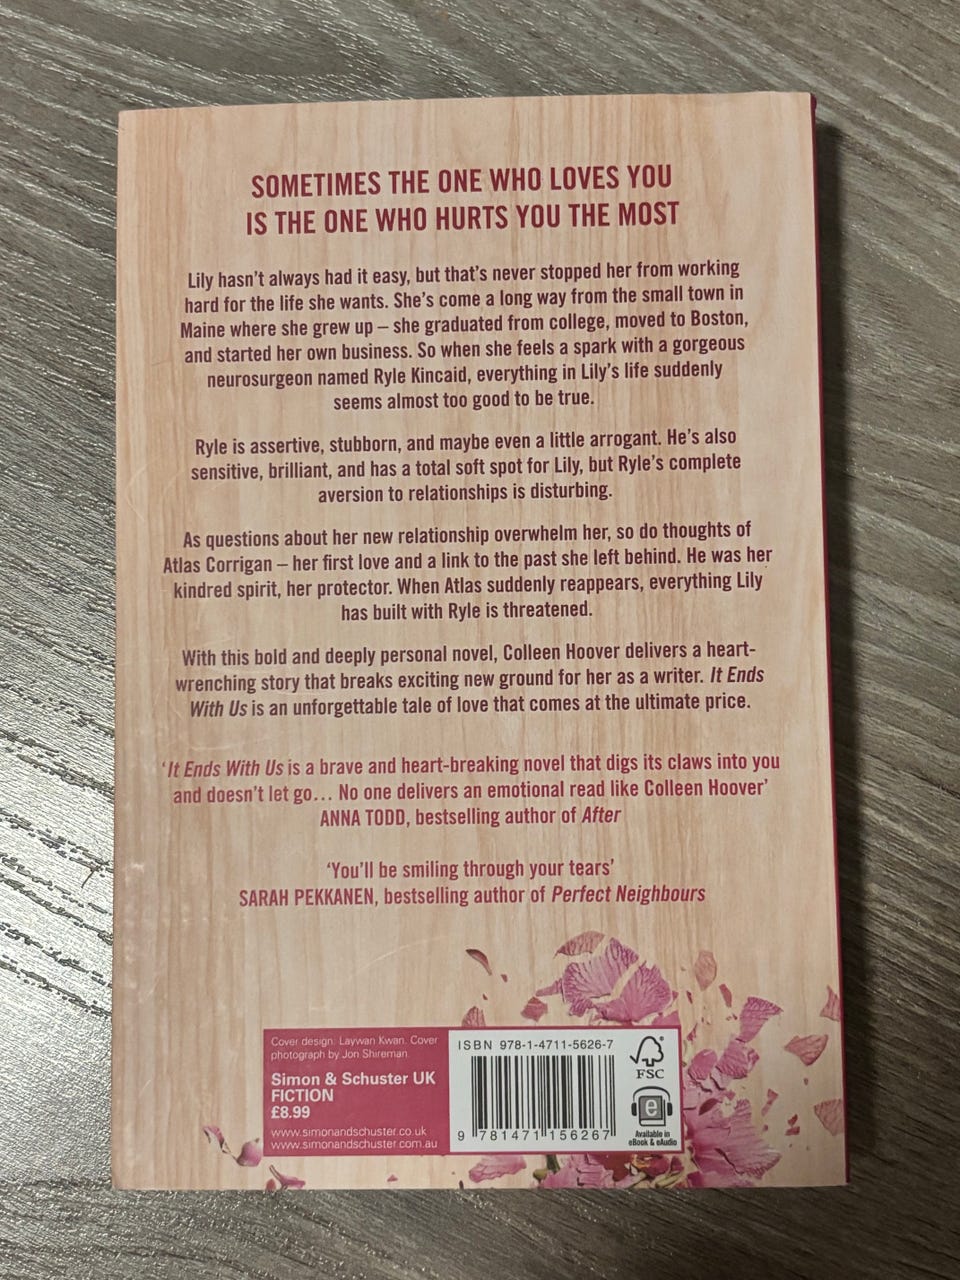 SOMETIMES THE ONE WHO LOVES YOU
IS THE ONE WHO HURTS YOU THE MOST
Lily hasn't always had it easy, but that's never stopped her from working
hard for the life she wants. She's come a long way from the small town in
Maine where she grew up – she graduated from college, moved to Boston,
and started her own business. So when she feels a spark with a gorgeous
neurosurgeon named Ryle Kincaid, everything in Lily's life suddenly
seems almost too good to be true.
Ryle is assertive, stubborn, and maybe even a little arrogant. He's also
sensitive, brilliant, and has a total soft spot for Lily, but Ryle's complete
aversion to relationships is disturbing.
As questions about her new relationship overwhelm her, so do thoughts of
Atlas Corrigan – her first love and a link to the past she left behind. He was her
kindred spirit, her protector. When Atlas suddenly reappears, everything Lily
has built with Ryle is threatened.
With this bold and deeply personal novel, Colleen Hoover delivers a heart-
wrenching story that breaks exciting new ground for her as a writer. It Ends
With Us is an unforgettable tale of love that comes at the ultimate price.
'It Ends With Us is a brave and heart-breaking novel that digs its claws into you
and doesn't let go... No one delivers an emotional read like Colleen Hoover'
ANNA TODD, bestselling author of After
'You'll be smiling through your tears'
SARAH PEKKANEN, bestselling author of Perfect Neighbours
Cover design: Laywan Kwan. Cover
photograph by Jon Shireman.
Simon & Schuster UK
FICTION
£8.99
www.simonandschuster.co.uk
www.simonandschuster.com.au
ISBN 978-1-4711-5626-7
9 781471 156267
FSC
e
Available in
eBook & eAudio